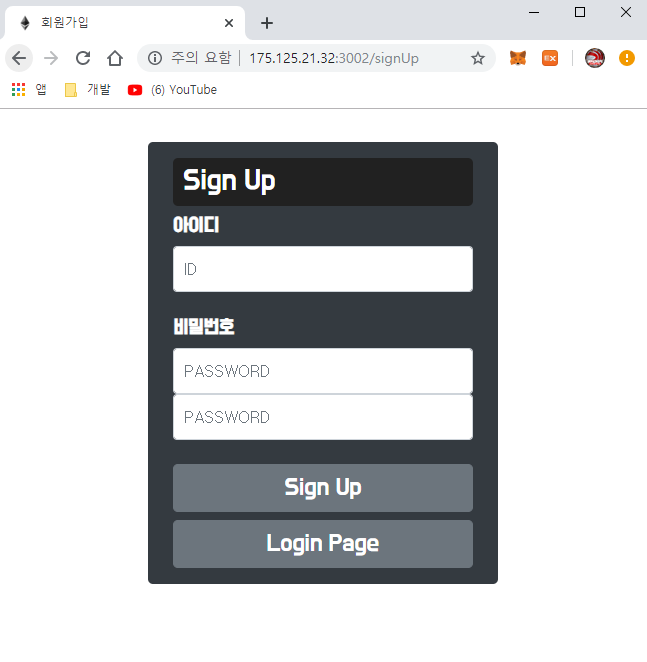 회원가입
주의 요함 175.125.21.32:3002/signUp
앱 개발 (6) YouTube
Sign Up
아이디
ID
비밀번호
PASSWORD
PASSWORD
Sign Up
Login Page